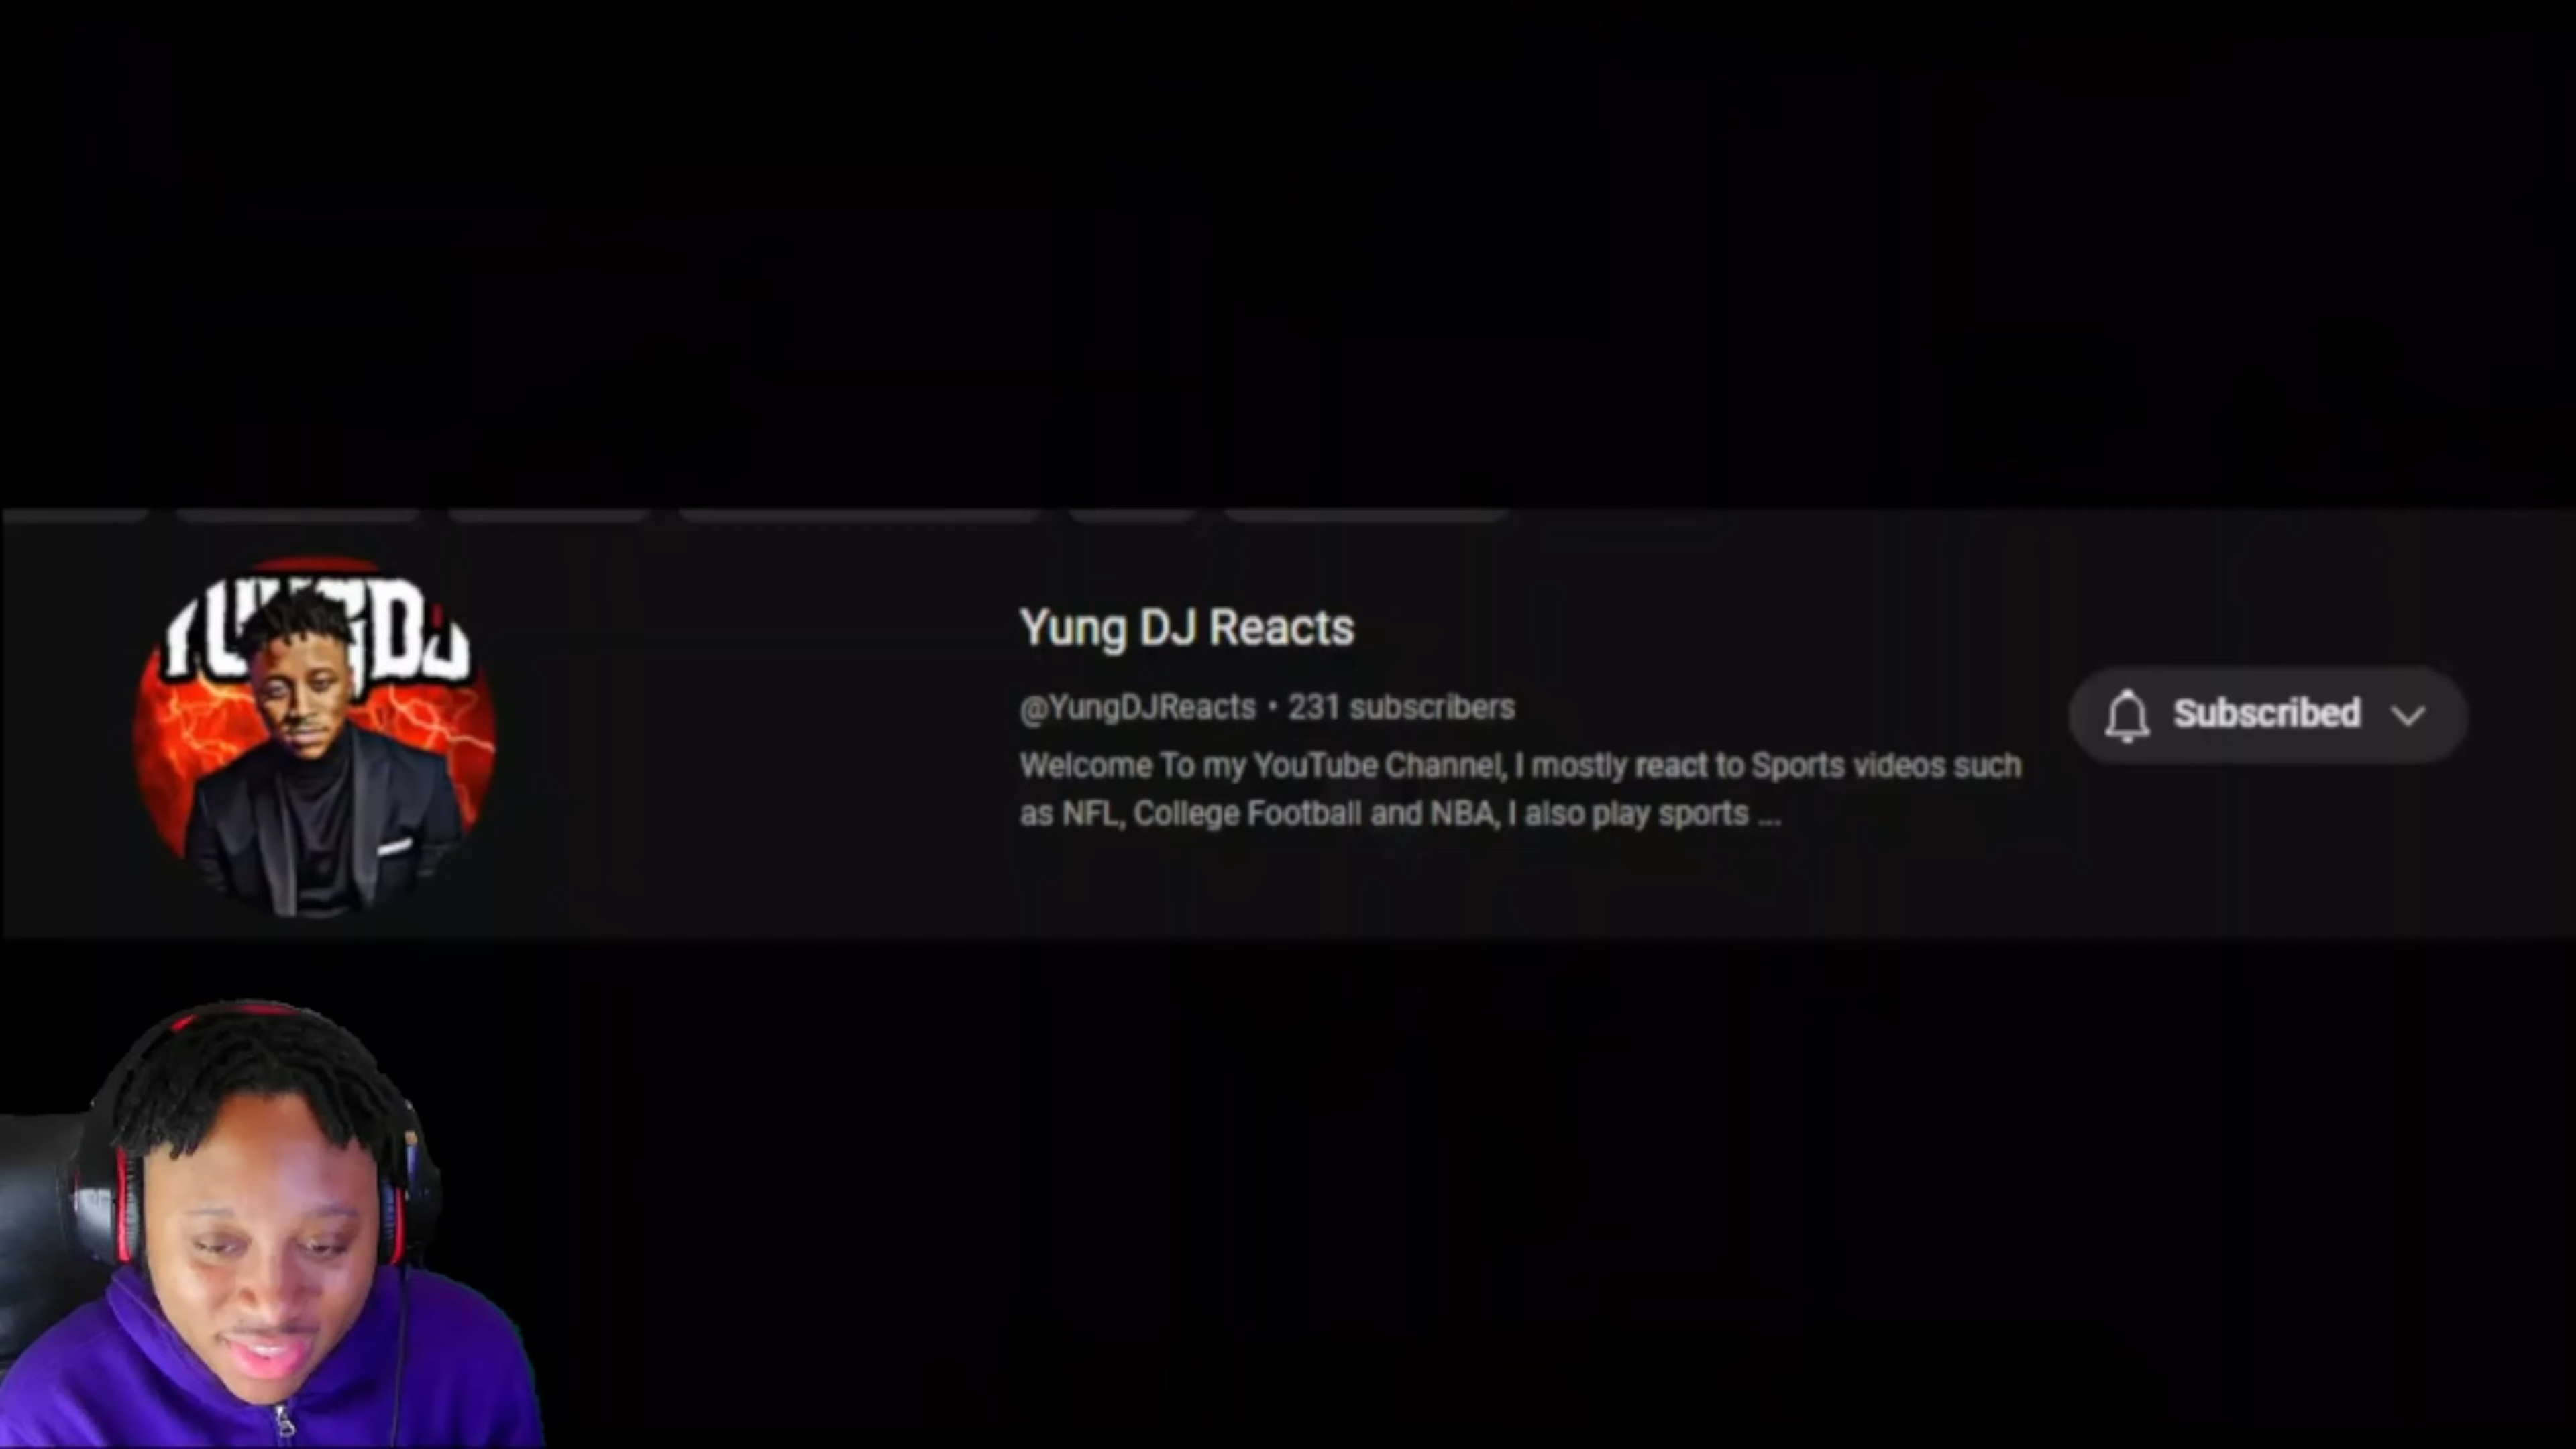 YUNGDJ
Yung DJ Reacts
@YungDJReacts • 231 subscribers
Subscribed
Welcome To my YouTube Channel, I mostly react to Sports videos such
as NFL, College Football and NBA, I also play sports ...